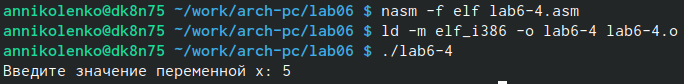 annikolenko@dk8n75 ~/work/arch-pc/lab06 $ nasm -f elf lab6-4.asm
annikolenko@dk8n75 ~/work/arch-pc/lab06 $ ld -m elf_i386 -o lab6-4 lab6-4.o
annikolenko@dk8n75 ~/work/arch-pc/lab06 $ ./lab6-4
Введите значение переменной x: 5